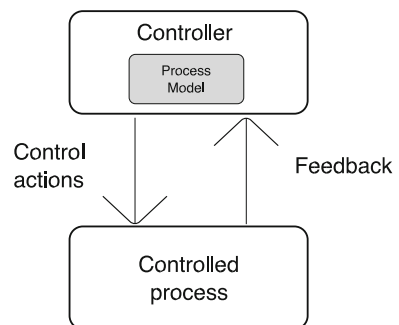 Controller
Process
Model
Control
actions
Feedback
Controlled
process